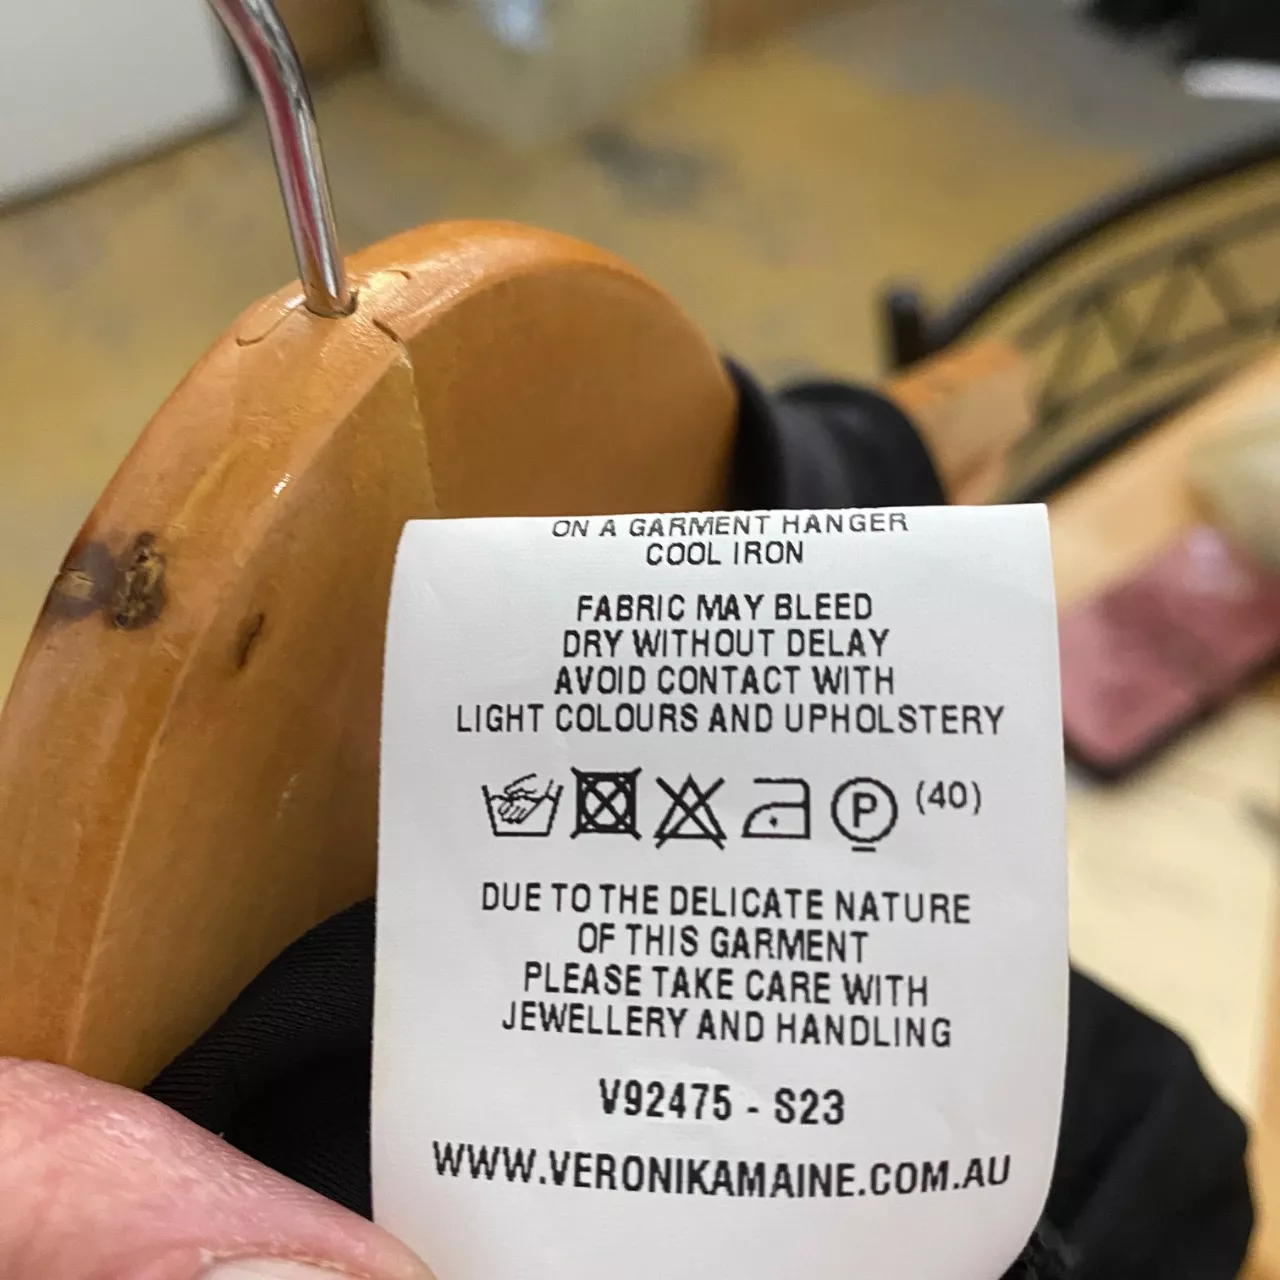 ON A GARMENT HANGER
COOL IRON
FABRIC MAY BLEED
DRY WITHOUT DELAY
AVOID CONTACT WITH
LIGHT COLOURS AND UPHOLSTERY
P (40)
DUE TO THE DELICATE NATURE
OF THIS GARMENT
PLEASE TAKE CARE WITH
JEWELLERY AND HANDLING
V92475 - S23
WWW.VERONIKAMAINE.COM.AU